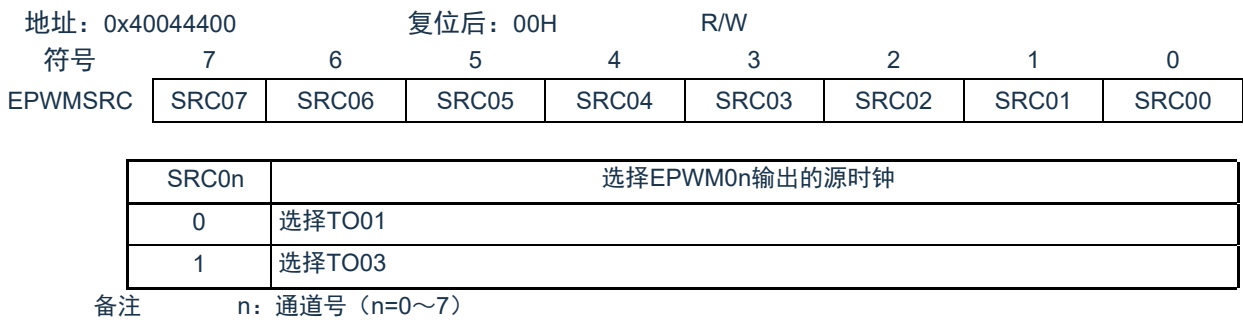 地址：0x40044400 复位后：00H R/W
符号 7 6 5 4 3 2 1 0
EPWMSRC SRC07 SRC06 SRC05 SRC04 SRC03 SRC02 SRC01 SRC00
SRC0n 选择EPWM0n输出的源时钟
0 选择TO01
1 选择TO03
备注 n：通道号（n=0～7）